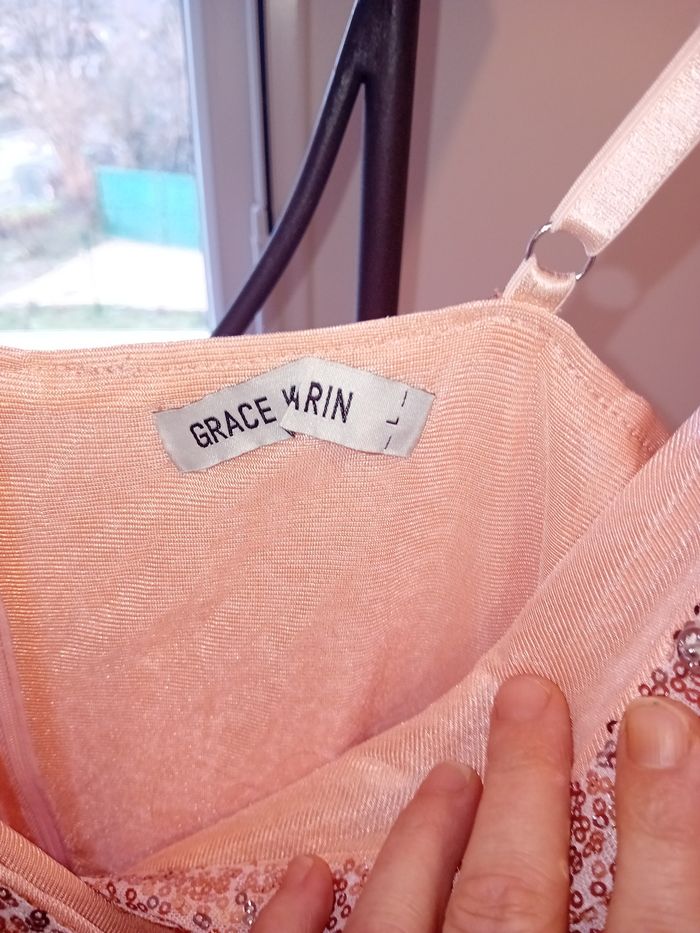 GRACE RIN
- L -